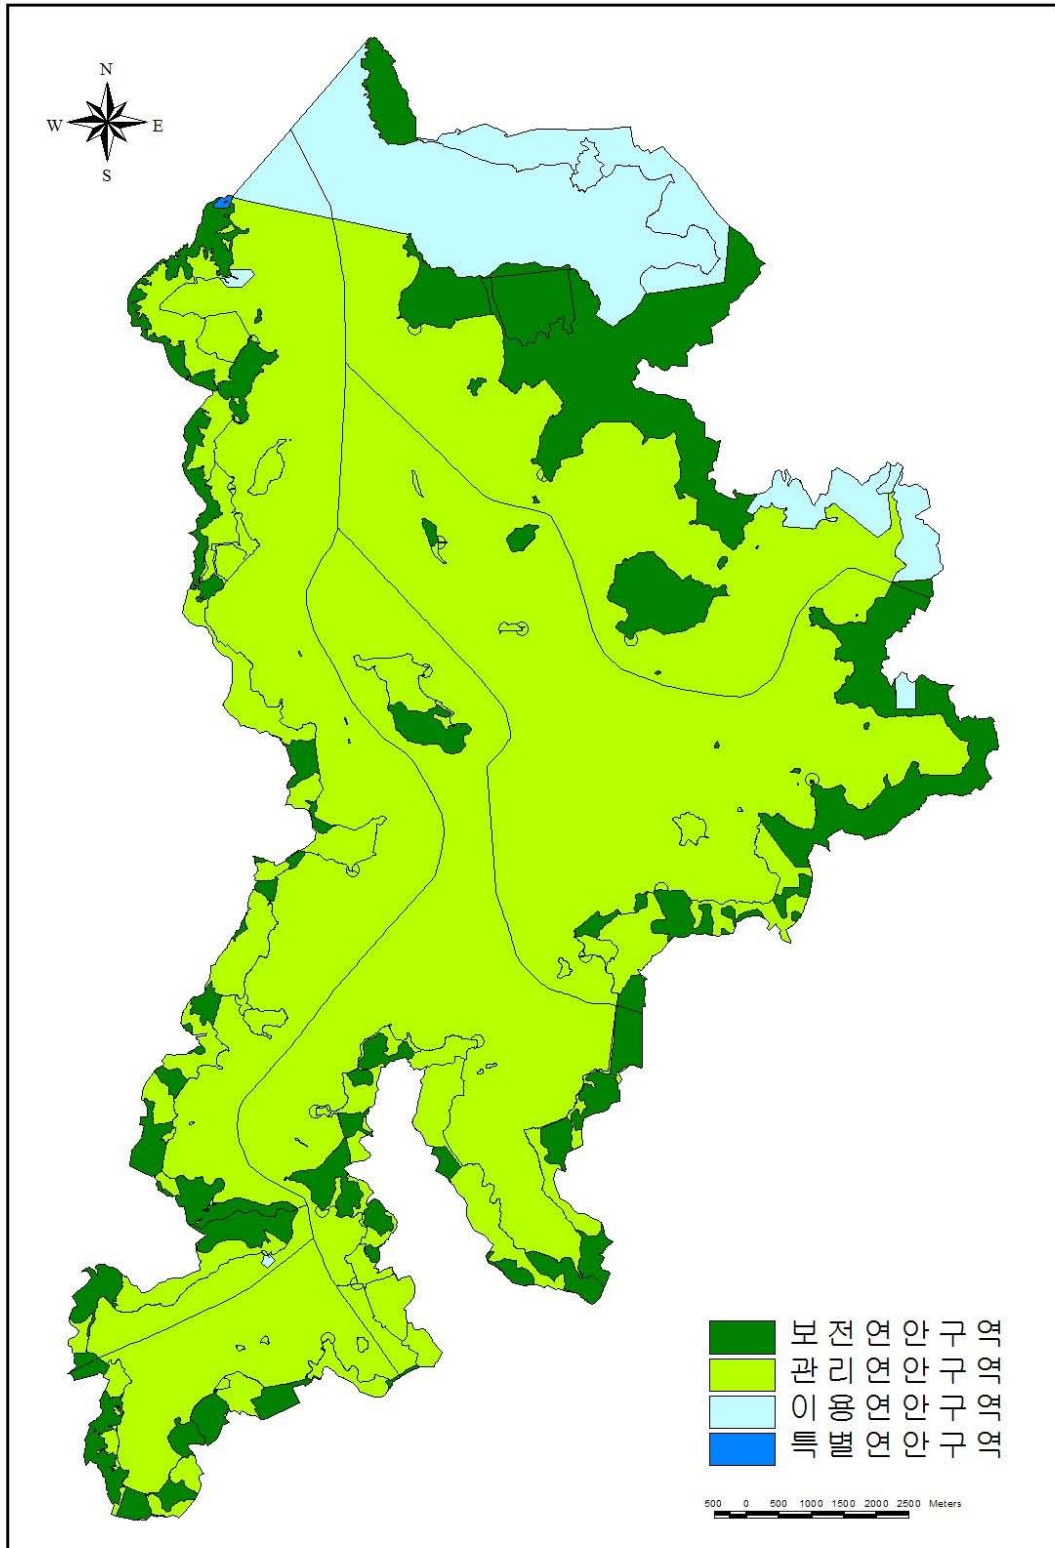 N
W E
S
보 전 연 안 구 역
관 리 연 안 구 역
이 용 연 안 구 역
특 별 연 안 구 역
500 0 500 1000 1500 2000 2500 Meters